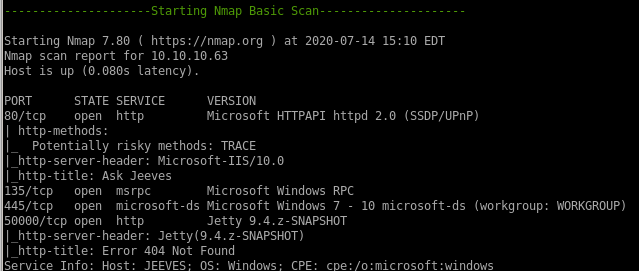 ---------------------Starting Nmap Basic Scan---------------------
Starting Nmap 7.80 ( https://nmap.org ) at 2020-07-14 15:10 EDT
Nmap scan report for 10.10.10.63
Host is up (0.080s latency).
PORT      STATE SERVICE      VERSION
80/tcp    open  http         Microsoft HTTPAPI httpd 2.0 (SSDP/UPnP)
| http-methods:
|_  Potentially risky methods: TRACE
|_http-server-header: Microsoft-IIS/10.0
|_http-title: Ask Jeeves
135/tcp   open  msrpc        Microsoft Windows RPC
445/tcp   open  microsoft-ds Microsoft Windows 7 - 10 microsoft-ds (workgroup: WORKGROUP)
50000/tcp open  http         Jetty 9.4.z-SNAPSHOT
|_http-server-header: Jetty(9.4.z-SNAPSHOT)
|_http-title: Error 404 Not Found
Service Info: Host: JEEVES; OS: Windows; CPE: cpe:/o:microsoft:windows